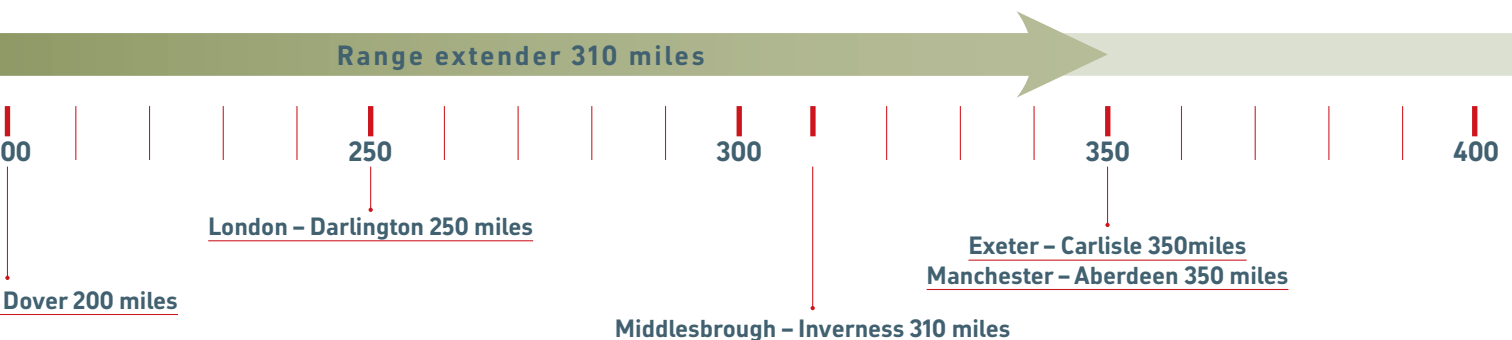 Range extender 310 miles
00 250 300 350 400
London – Darlington 250 miles
Exeter – Carlisle 350miles
Manchester – Aberdeen 350 miles
Dover 200 miles
Middlesbrough – Inverness 310 miles